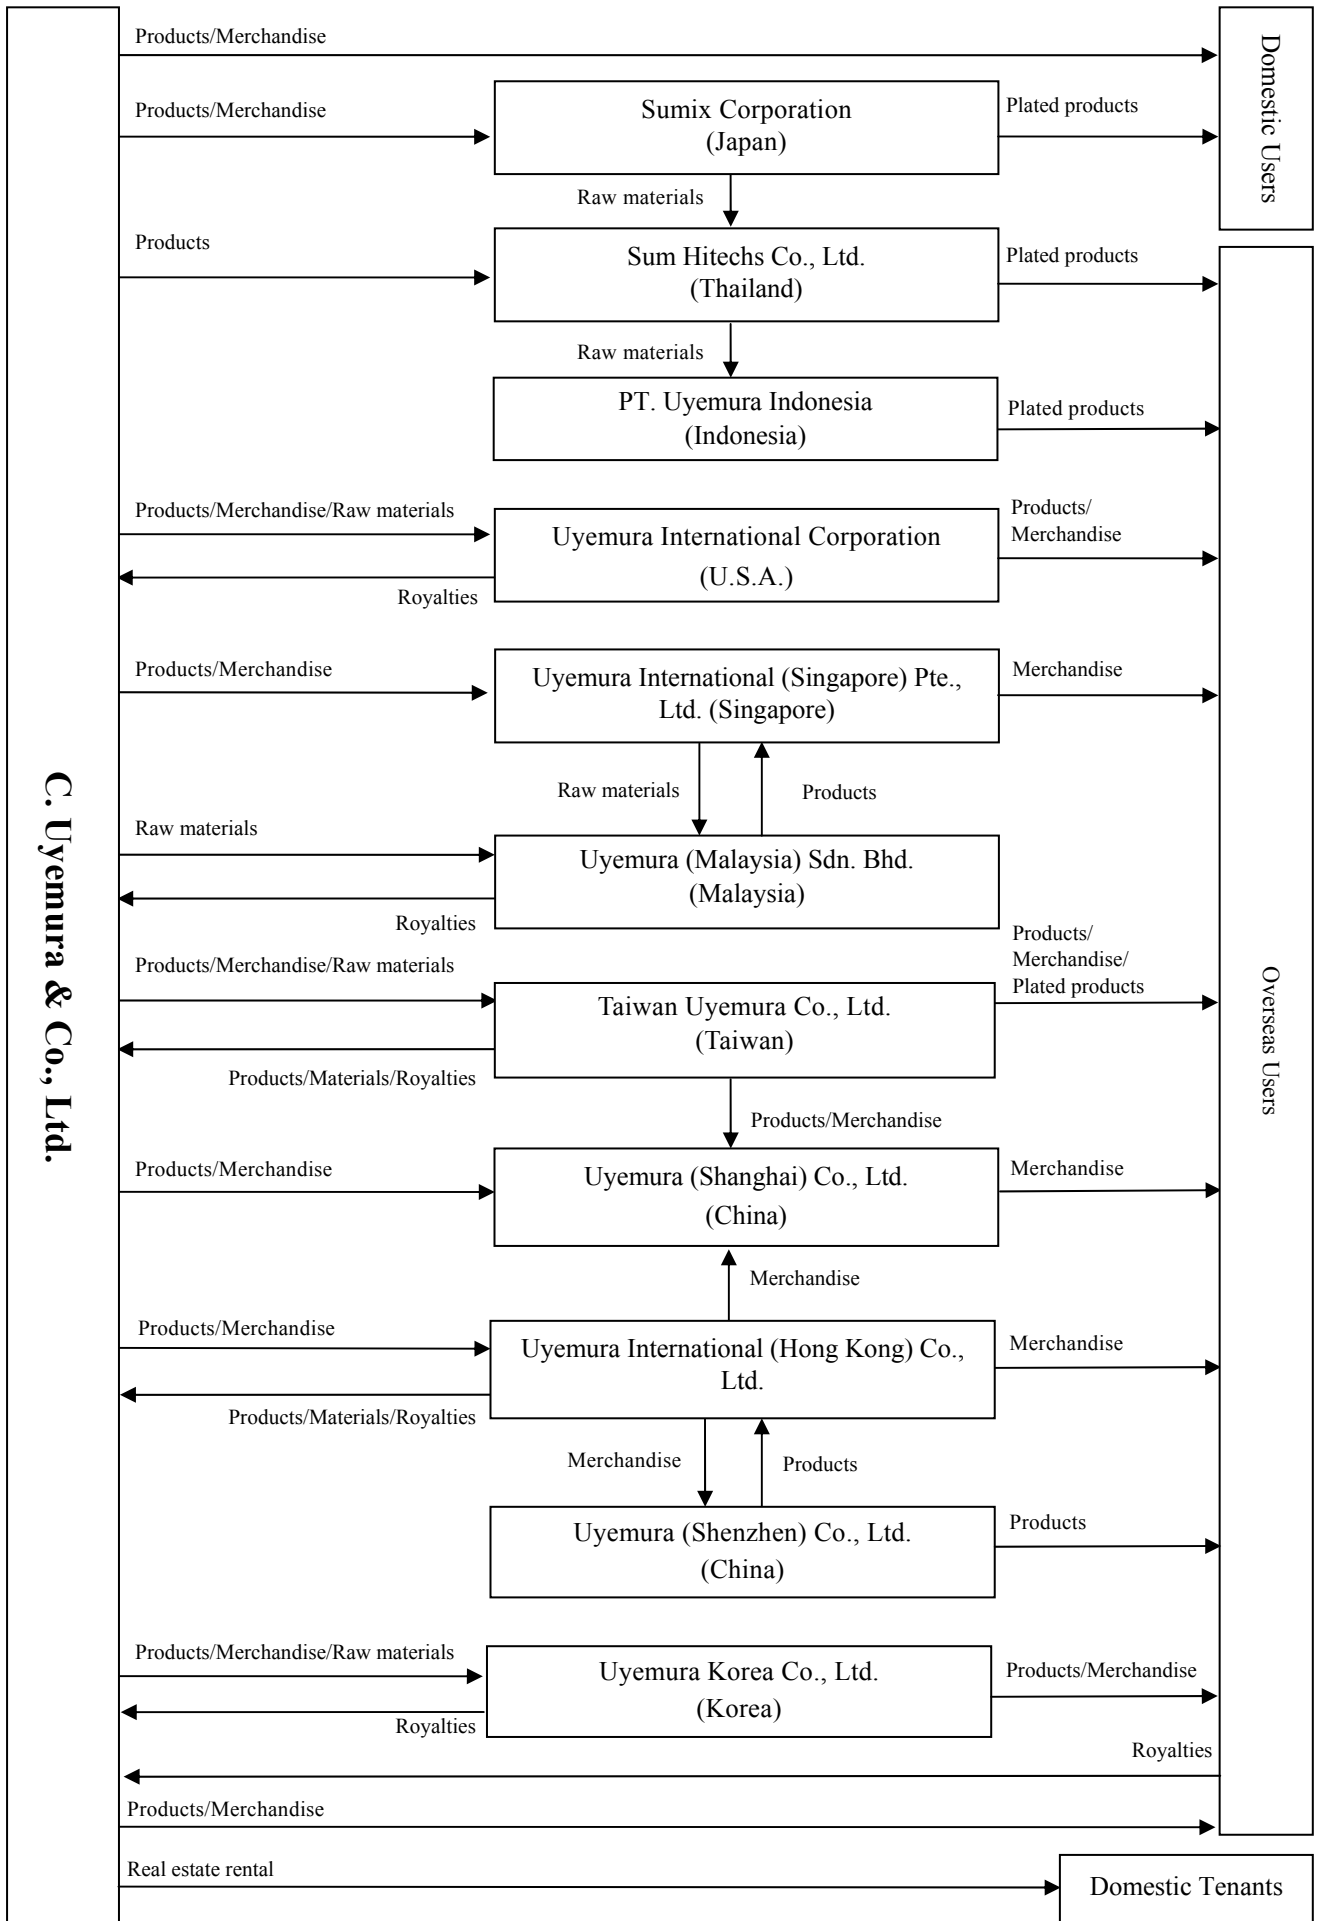 Products/Merchandise
Domestic Users
Products/Merchandise
Sumix Corporation
(Japan)
Plated products
Raw materials
Products
Sum Hitechs Co., Ltd.
(Thailand)
Plated products
Raw materials
PT. Uyemura Indonesia
(Indonesia)
Plated products
Products/Merchandise/Raw materials
Uyemura International Corporation
(U.S.A.)
Products/
Merchandise
Royalties
Products/Merchandise
Uyemura International (Singapore) Pte.,
Ltd. (Singapore)
Merchandise
Raw materials
Products
C. Uyemura & Co., Ltd.
Raw materials
Uyemura (Malaysia) Sdn. Bhd.
(Malaysia)
Royalties
Overseas Users
Products/Merchandise/Raw materials
Taiwan Uyemura Co., Ltd.
(Taiwan)
Products/
Merchandise/
Plated products
Products/Materials/Royalties
Products/Merchandise
Products/Merchandise
Uyemura (Shanghai) Co., Ltd.
(China)
Merchandise
Merchandise
Products/Merchandise
Uyemura International (Hong Kong) Co.,
Ltd.
Merchandise
Products/Materials/Royalties
Merchandise
Products
Uyemura (Shenzhen) Co., Ltd.
(China)
Products
Products/Merchandise/Raw materials
Uyemura Korea Co., Ltd.
(Korea)
Products/Merchandise
Royalties
Royalties
Products/Merchandise
Real estate rental
Domestic Tenants